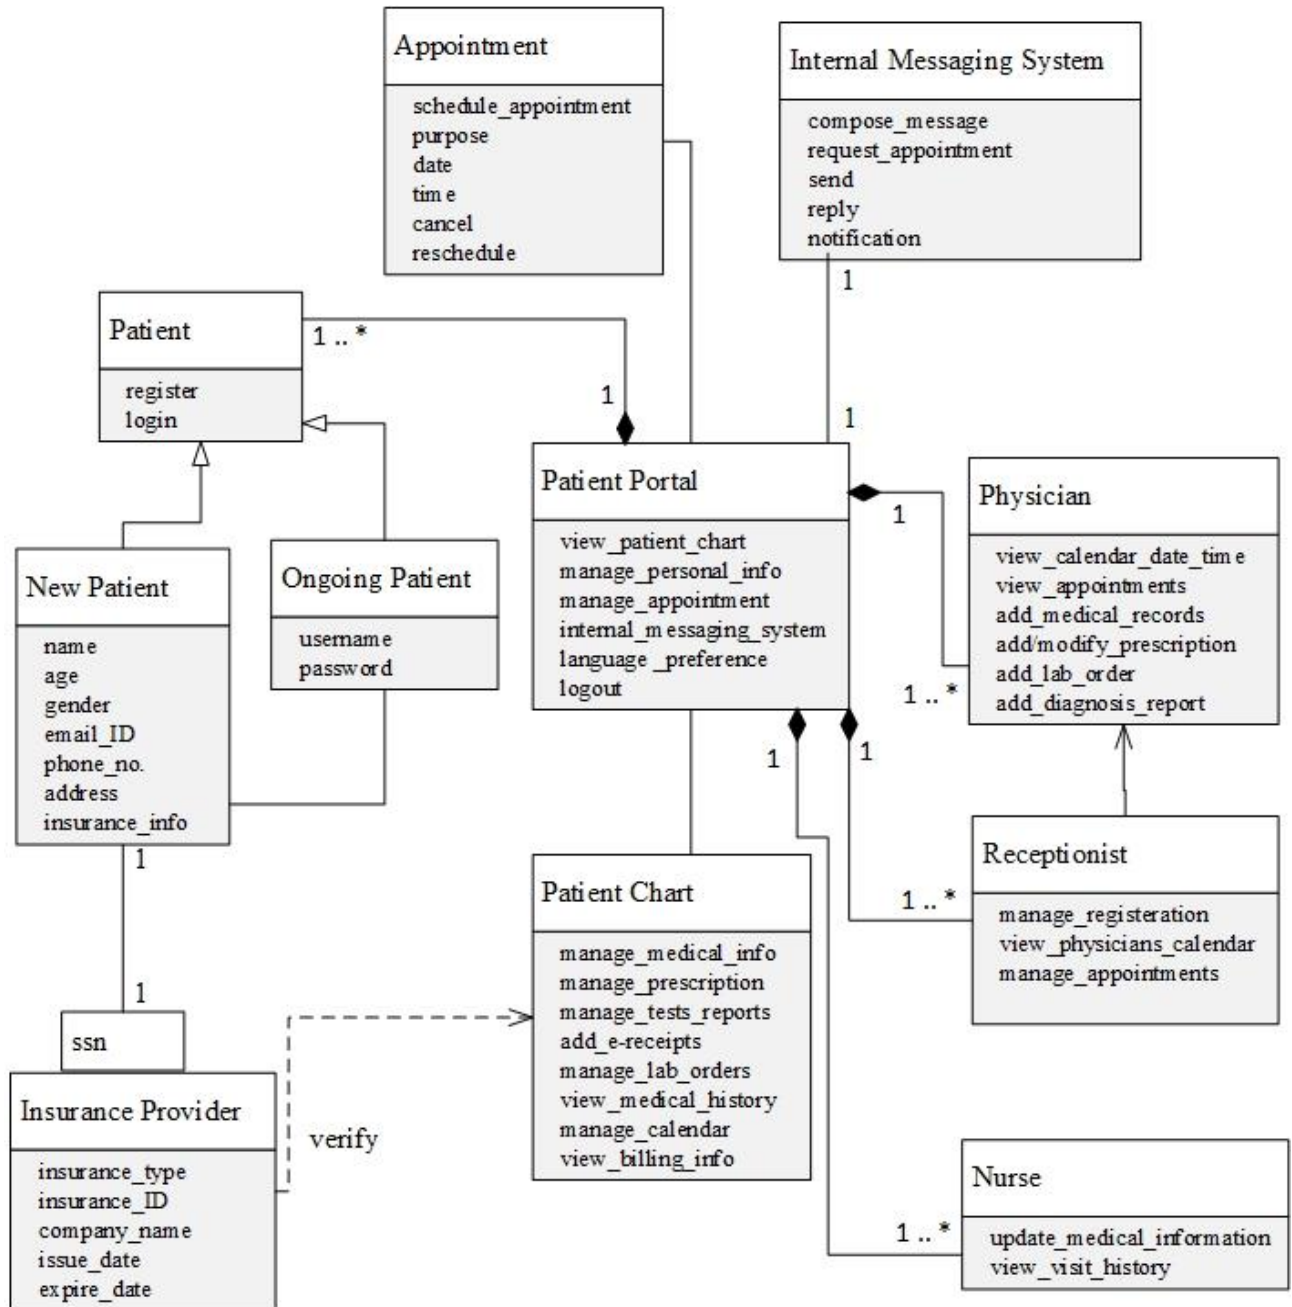 Appointment
schedule_appointment
purpose
date
time
cancel
reschedule
Internal Messaging System
compose_message
request_appointment
send
reply
notification
1
1
Patient
register
login
1 .. *
1
Patient Portal
view_patient_chart
manage_personal_info
manage_appointment
internal_messaging_system
language _preference
logout
1
1 .. *
1
1
Physician
view_calendar_date_time
view_appointments
add_medical_records
add/modify_prescription
add_lab_order
add_diagnosis_report
New Patient
name
age
gender
email_ID
phone_no.
address
insurance_info
Ongoing Patient
username
password
1
1
ssn
Insurance Provider
insurance_type
insurance_ID
company_name
issue_date
expire_date
verify
Patient Chart
manage_medical_info
manage_prescription
manage_tests_reports
add_e-receipts
manage_lab_orders
view_medical_history
manage_calendar
view_billing_info
1 .. *
Receptionist
manage_registeration
view_physicians_calendar
manage_appointments
1 .. *
Nurse
update_medical_information
view_visit_history